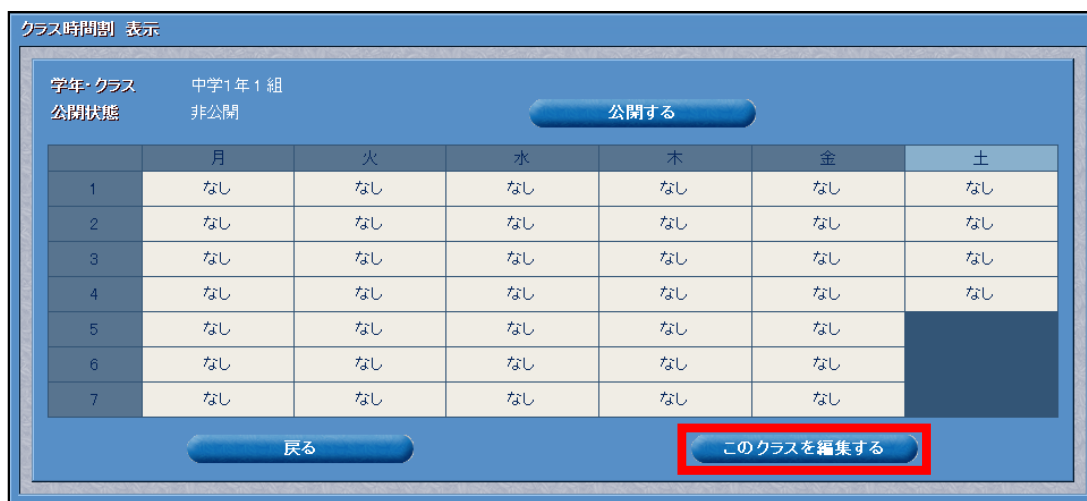 クラス時間割 表示
学年・クラス 中学1年1組
公開状態 非公開 公開する
月 火 水 木 金 土
1 なし なし なし なし なし なし
2 なし なし なし なし なし なし
3 なし なし なし なし なし なし
4 なし なし なし なし なし なし
5 なし なし なし なし なし
6 なし なし なし なし なし
7 なし なし なし なし なし
戻る このクラスを編集する